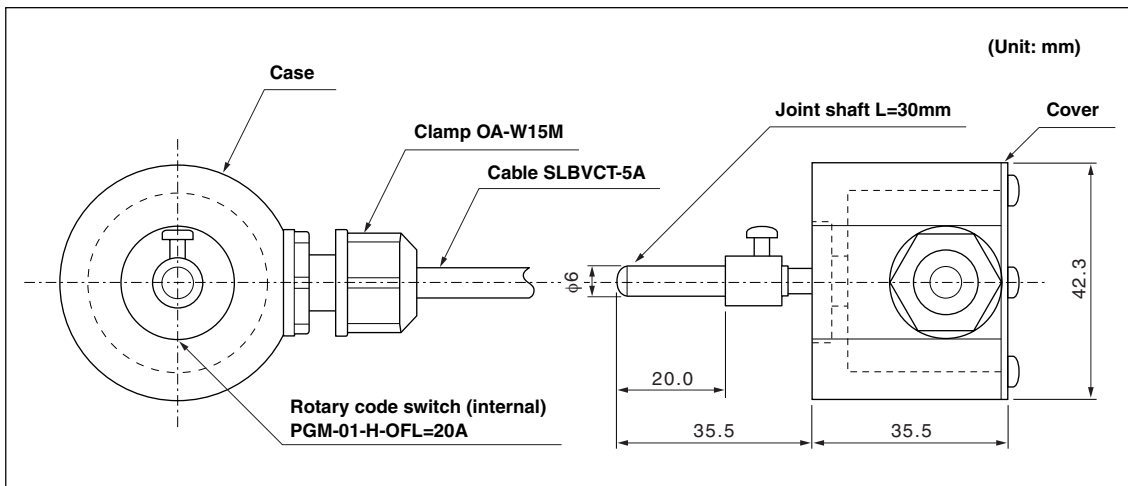 (Unit: mm)
Case
Clamp OA-W15M
Cable SLBVCT-5A
Joint shaft L=30mm
Cover
φ6
42.3
20.0
35.5
35.5
Rotary code switch (internal)
PGM-01-H-OFL=20A